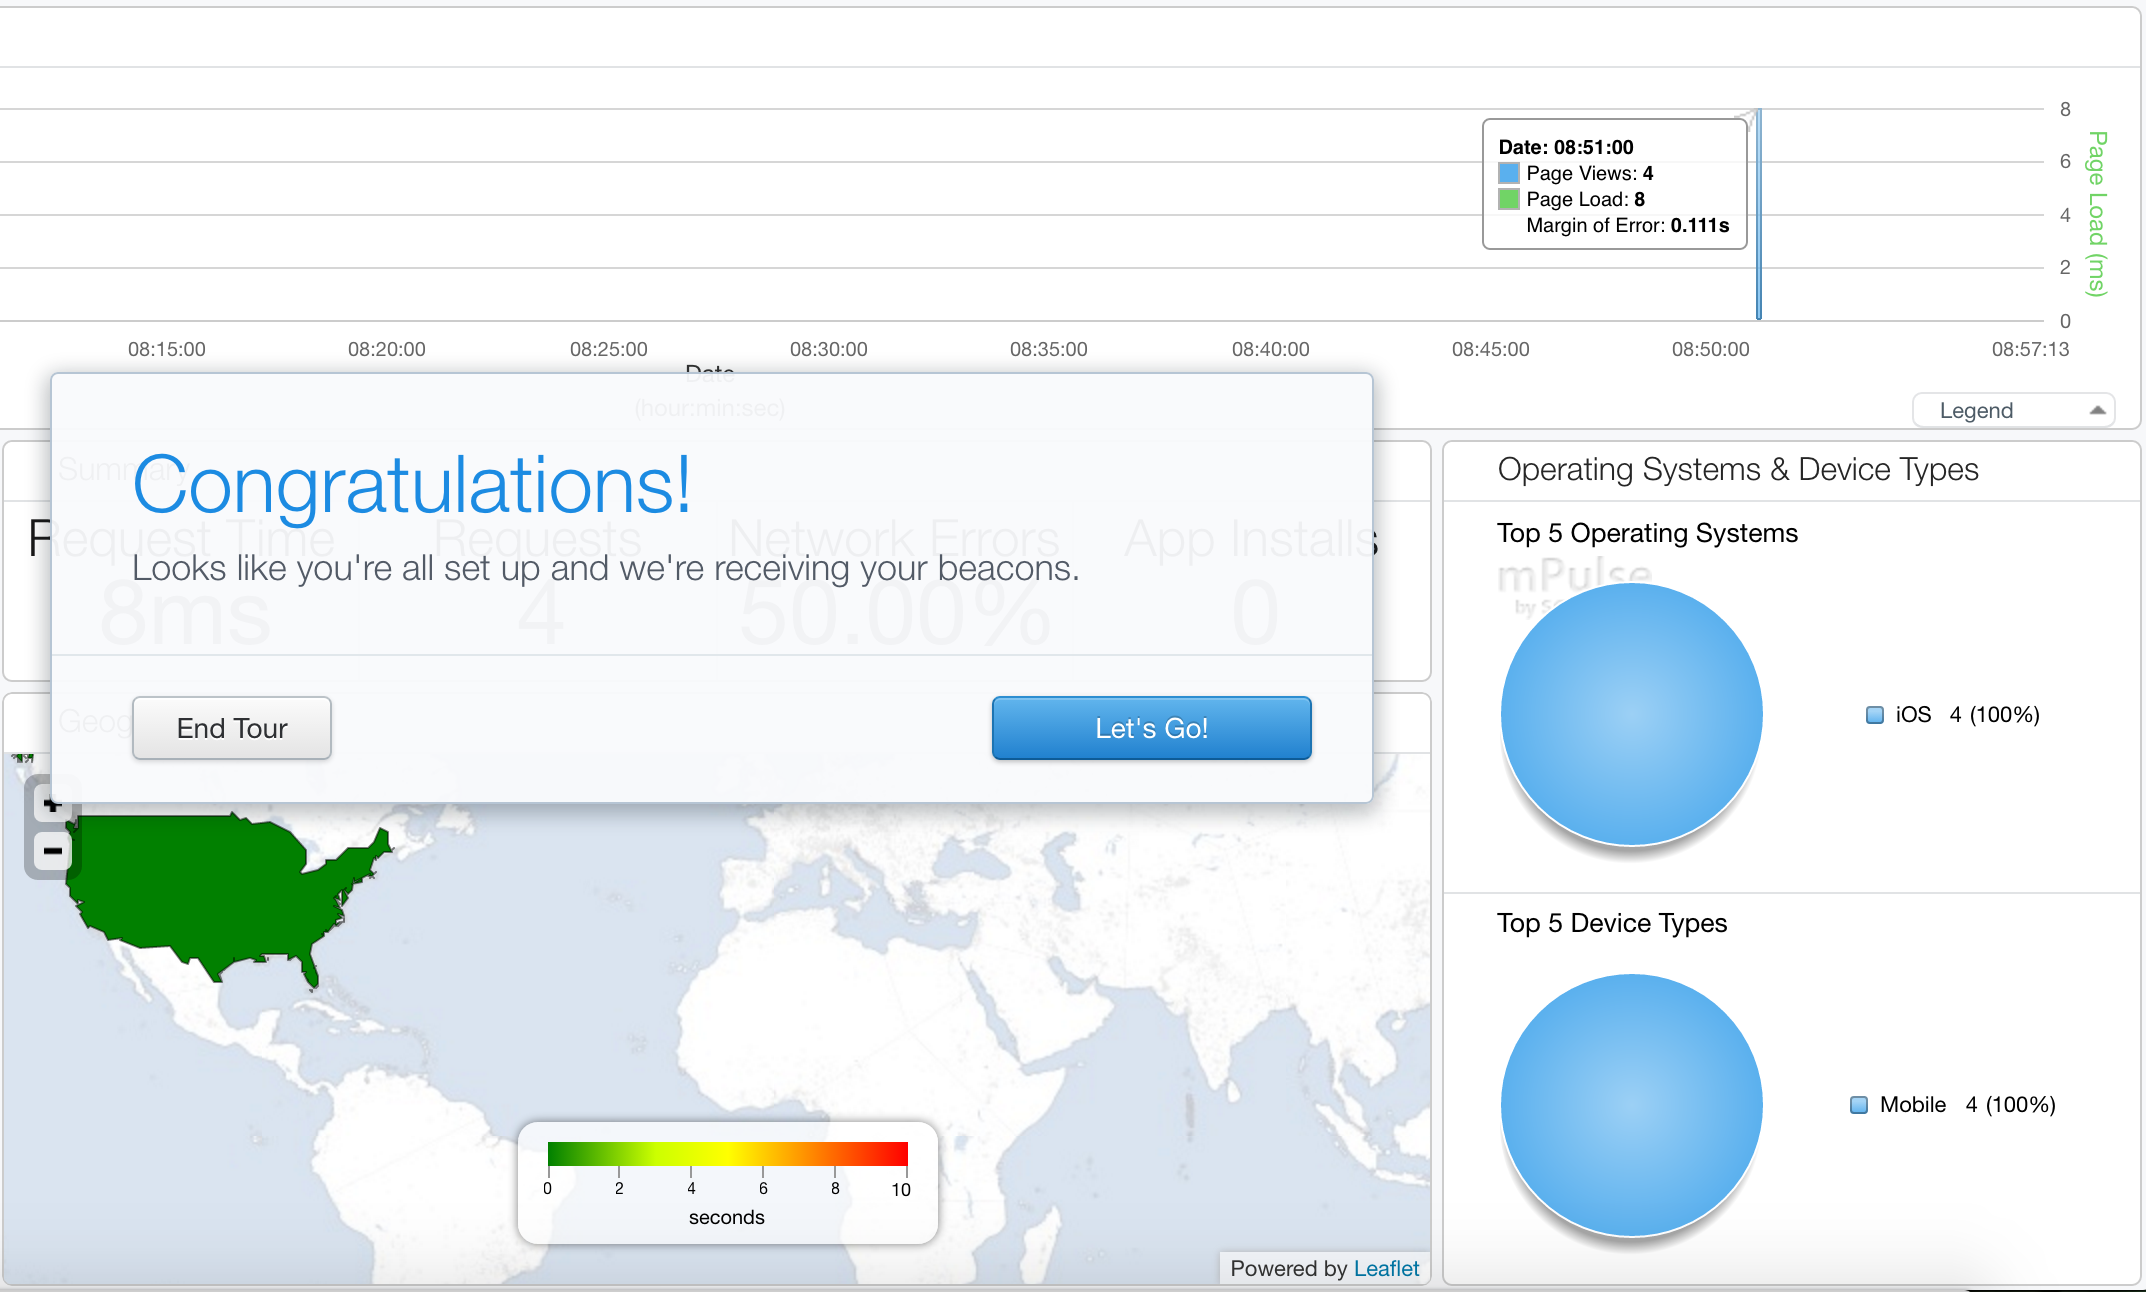 8
6
4
2
0
Page Load (ms)
Date: 08:51:00
Page Views: 4
Page Load: 8
Margin of Error: 0.111s
08:15:00 08:20:00 08:25:00 08:30:00 08:35:00 08:40:00 08:45:00 08:50:00 08:57:13
Date
(hour:min:sec)
Legend
Summary
Congratulations!
Request Time Requests Network Errors App Installs
Looks like you're all set up and we're receiving your beacons.
8ms 4 50.00% 0
End Tour
Let's Go!
0 2 4 6 8 10
seconds
Powered by Leaflet
Operating Systems & Device Types
Top 5 Operating Systems
mPulse
by
iOS 4 (100%)
Top 5 Device Types
Mobile 4 (100%)